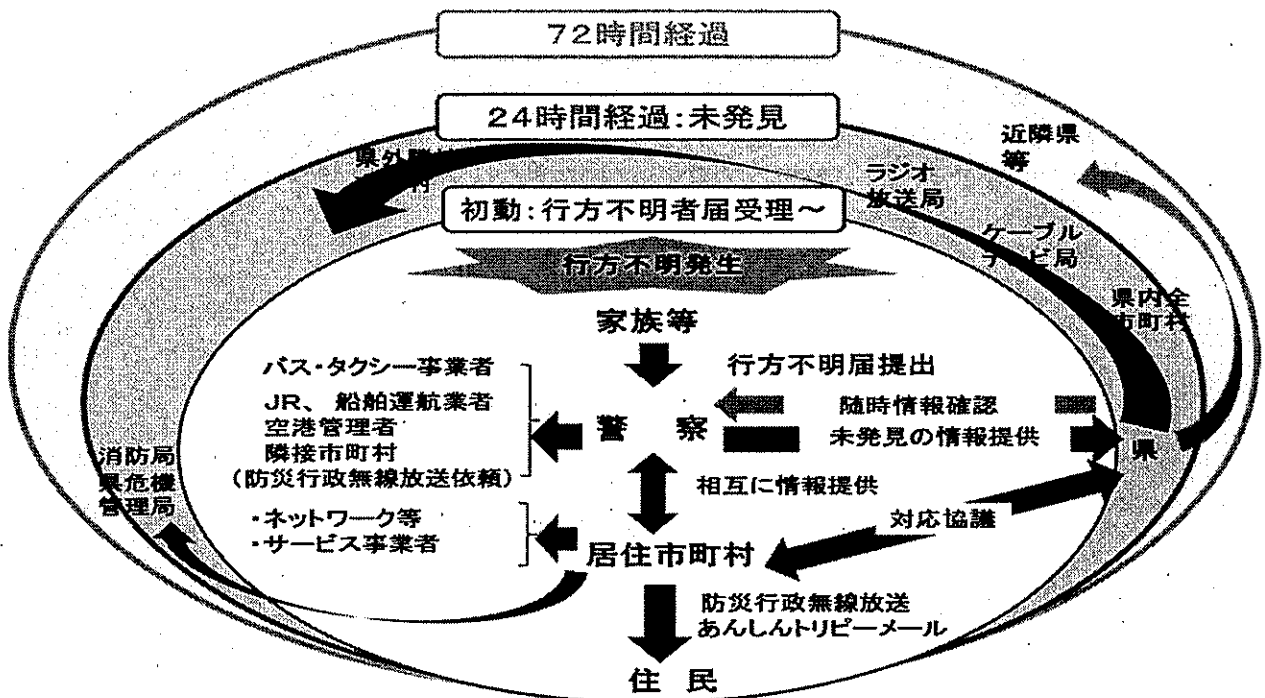 72時間経過
24時間経過:未発見
近隣県
等
県外
村
ラジオ
放送局
初動:行方不明者届受理～
ケーブル
テレビ局
行方不明発生
県内全
市町村
家族等
バス・タクシー事業者
行方不明届提出
JR、船舶運航業者
随時情報確認
空港管理者
警 察
未発見の情報提供
県
隣接市町村
(防災行政無線放送依頼)
消防局
県危機
管理局
相互に情報提供
・ネットワーク等
・サービス事業者
対応協議
居住市町村
防災行政無線放送
あんしんトリピーメール
住 民